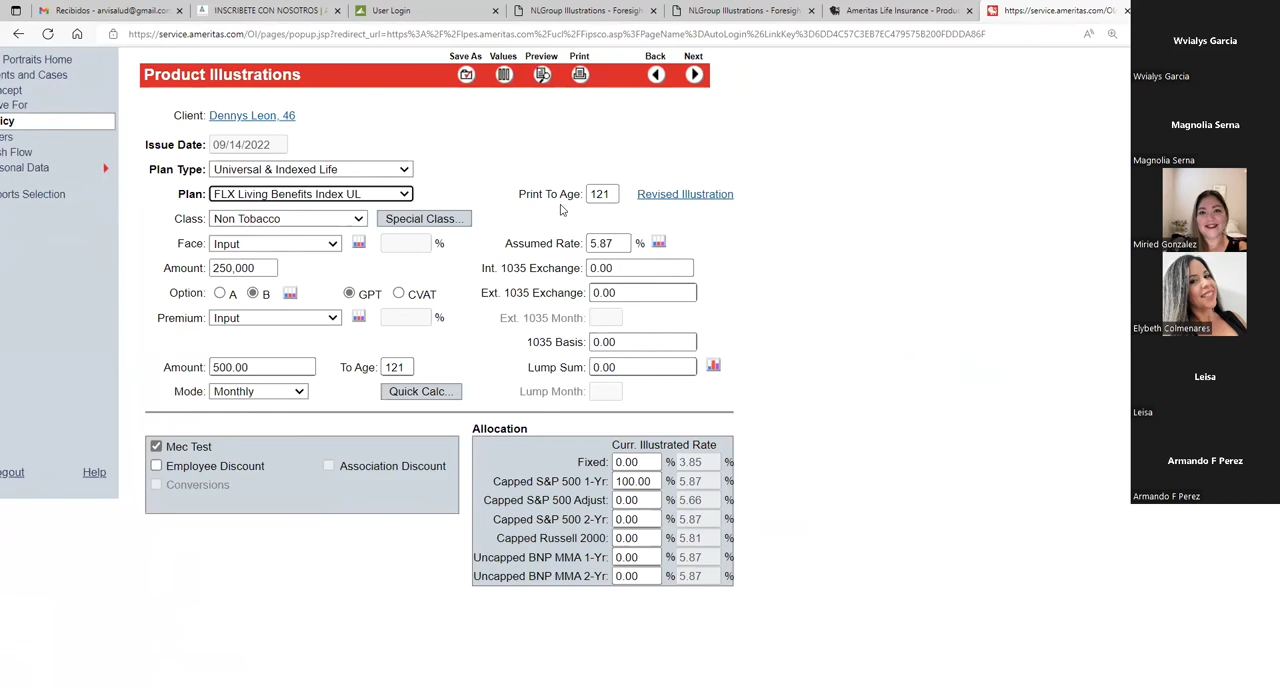 Recibidos - arvisalud@gmail.con
INSCRIBETE CON NOSOTROS |
User Login
NLGroup Illustrations - Foresigh
NLGroup Illustrations - Foresigh
Ameritas Life Insurance - Produc
https://service.ameritas.com/OI/
https://service.ameritas.com/OI/pages/popup.jsp?redirect_url=https%3A%2F%2Flpes.ameritas.com%2Fucl%2FFipsco.asp%3FPageName%3DAutoLogin%26LinkKey%3D6DD4C57C3EB7EC479575B200FDDDA86F
Portraits Home
ents and Cases
ncept
ve For
icy
ers
sh Flow
sonal Data
orts Selection
ogout
Help
Product Illustrations
Save As
Values
Preview
Print
Back
Next
Client: Dennys Leon, 46
Issue Date: 09/14/2022
Plan Type: Universal & Indexed Life
Plan: FLX Living Benefits Index UL
Print To Age: 121
Revised Illustration
Class: Non Tobacco
Special Class...
Face: Input
%
Assumed Rate: 5.87 %
Amount: 250,000
Int. 1035 Exchange: 0.00
Option: A B
GPT CVAT
Ext. 1035 Exchange: 0.00
Premium: Input
%
Ext. 1035 Month:
1035 Basis: 0.00
Amount: 500.00
To Age: 121
Lump Sum: 0.00
Mode: Monthly
Quick Calc...
Lump Month:
Mec Test
Employee Discount
Association Discount
Conversions
Allocation
Curr. Illustrated Rate
Fixed: 0.00 % 3.85 %
Capped S&P 500 1-Yr: 100.00 % 5.87 %
Capped S&P 500 Adjust: 0.00 % 5.66 %
Capped S&P 500 2-Yr: 0.00 % 5.87 %
Capped Russell 2000: 0.00 % 5.81 %
Uncapped BNP MMA 1-Yr: 0.00 % 5.87 %
Uncapped BNP MMA 2-Yr: 0.00 % 5.87 %
Wvialys Garcia
Wvialys Garcia
Magnolia Serna
Magnolia Serna
Miried Gonzalez
Elybeth Colmenares
Leisa
Leisa
Armando F Perez
Armando F Perez